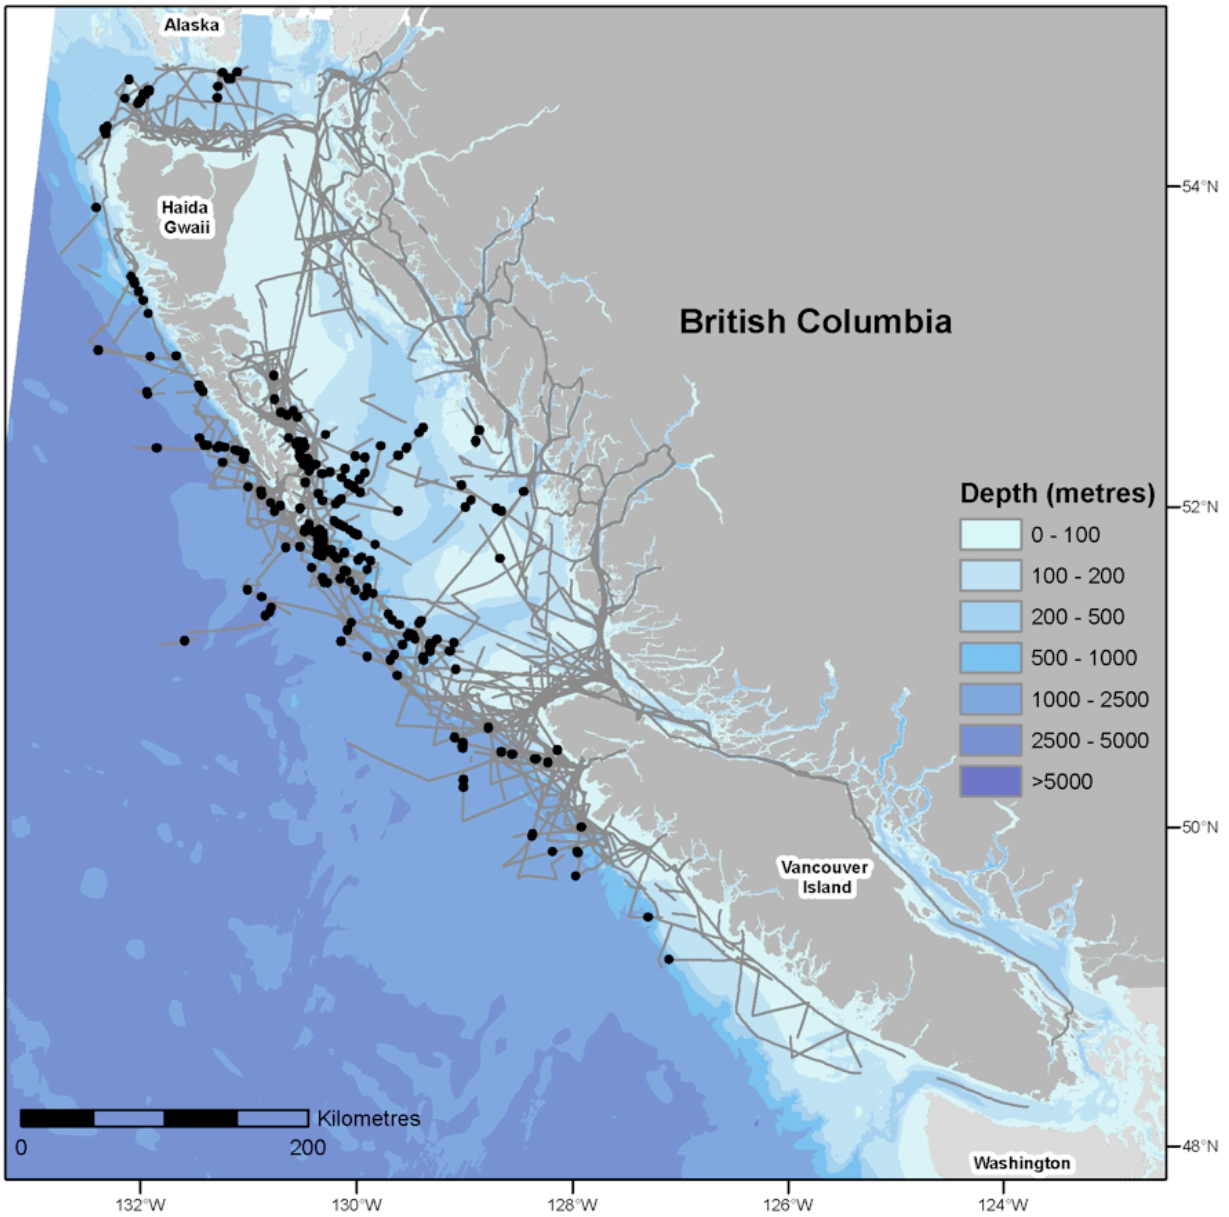 Alaska
Haida
Gwaii
54°N
British Columbia
Depth (metres)
0 - 100
100 - 200
200 - 500
500 - 1000
1000 - 2500
2500 - 5000
>5000
52°N
50°N
Vancouver
Island
Kilometres
0
200
48°N
Washington
132°W
130°W
128°W
126°W
124°W